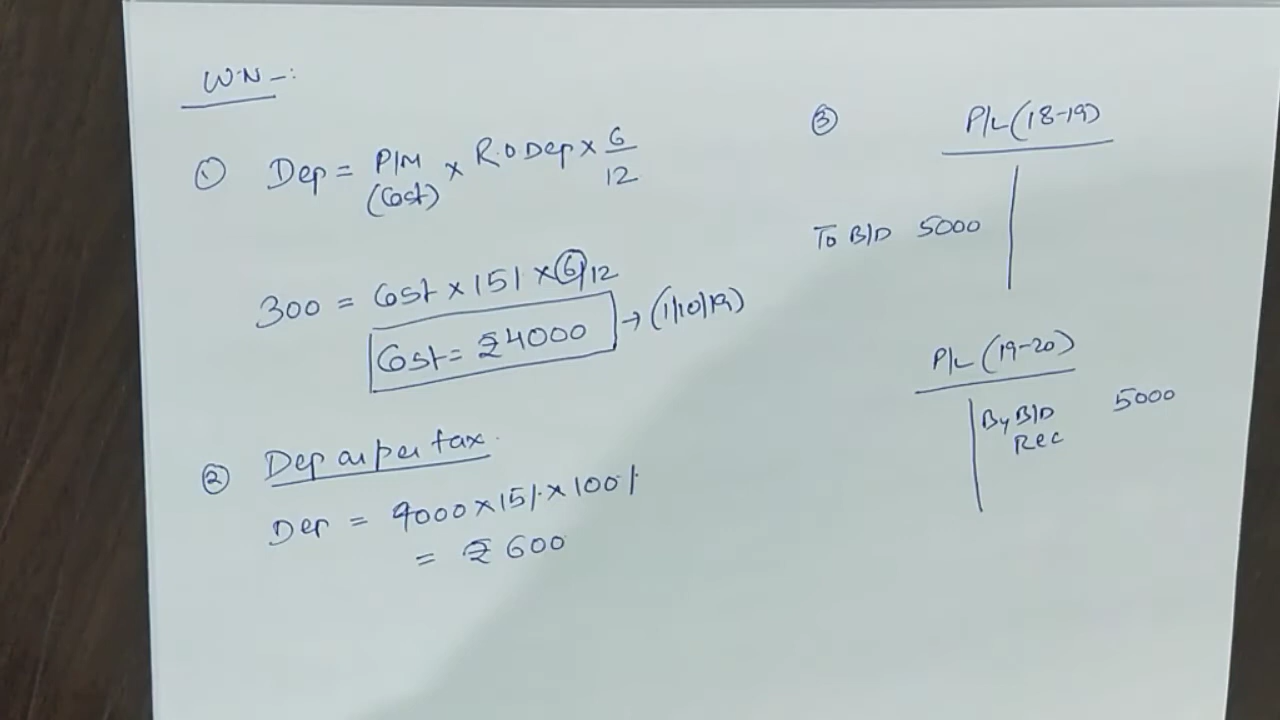 W.N -:
① Dep = P/M (Cost) × R.O Dep × 6/12
300 = Cost × 15% × 6/12
Cost = ₹4000 → (1/10/19)
② Dep as per tax.
Dep = 4000 × 15% × 100%
= ₹ 600
③ P/L (18-19)
To B/D 5000
P/L (19-20)
By B/D 5000
Rec